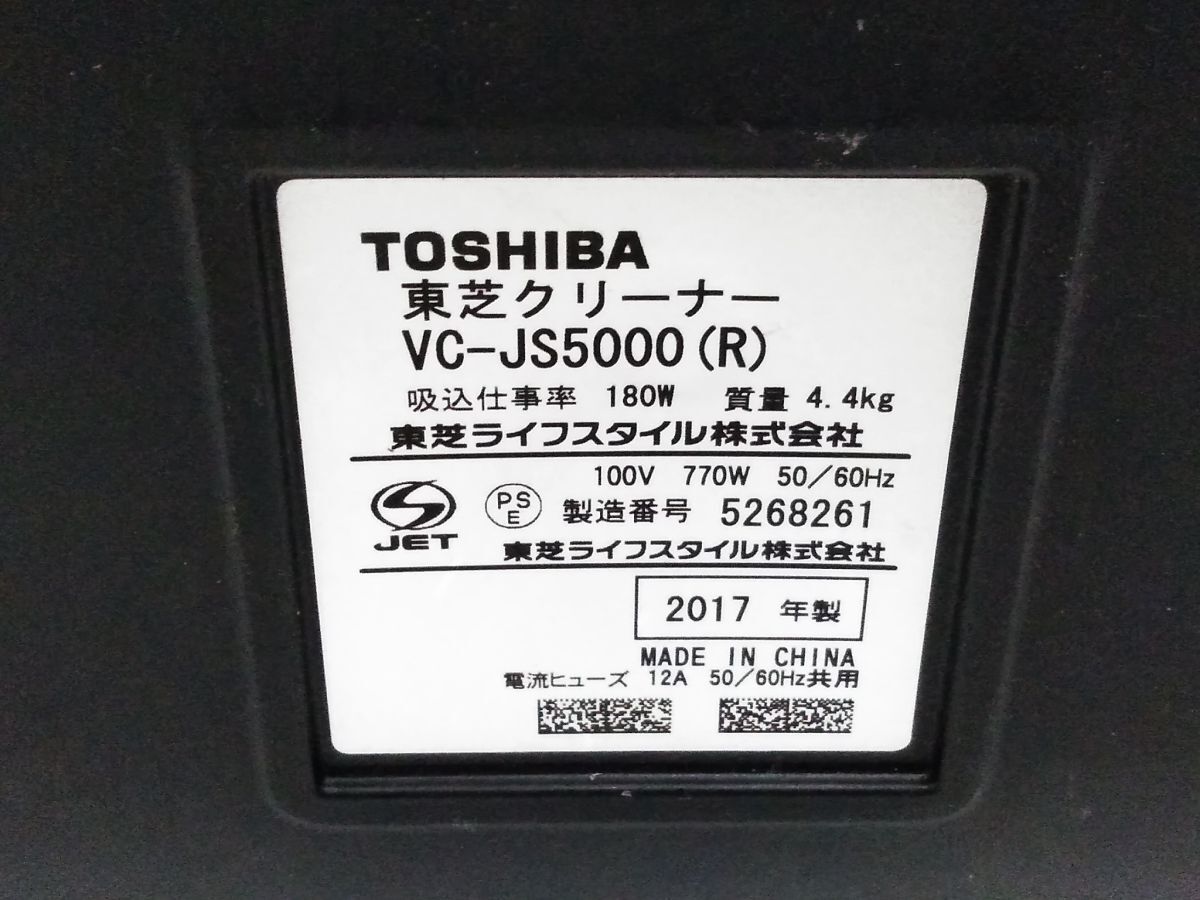 TOSHIBA
東芝クリーナー
VC-JS5000(R)
吸込仕事率 180W 質量 4.4kg
東芝ライフスタイル株式会社
100V 770W 50/60Hz
JET PSE 製造番号 5268261
東芝ライフスタイル株式会社
2017 年製
MADE IN CHINA
電流ヒューズ 12A 50/60Hz共用